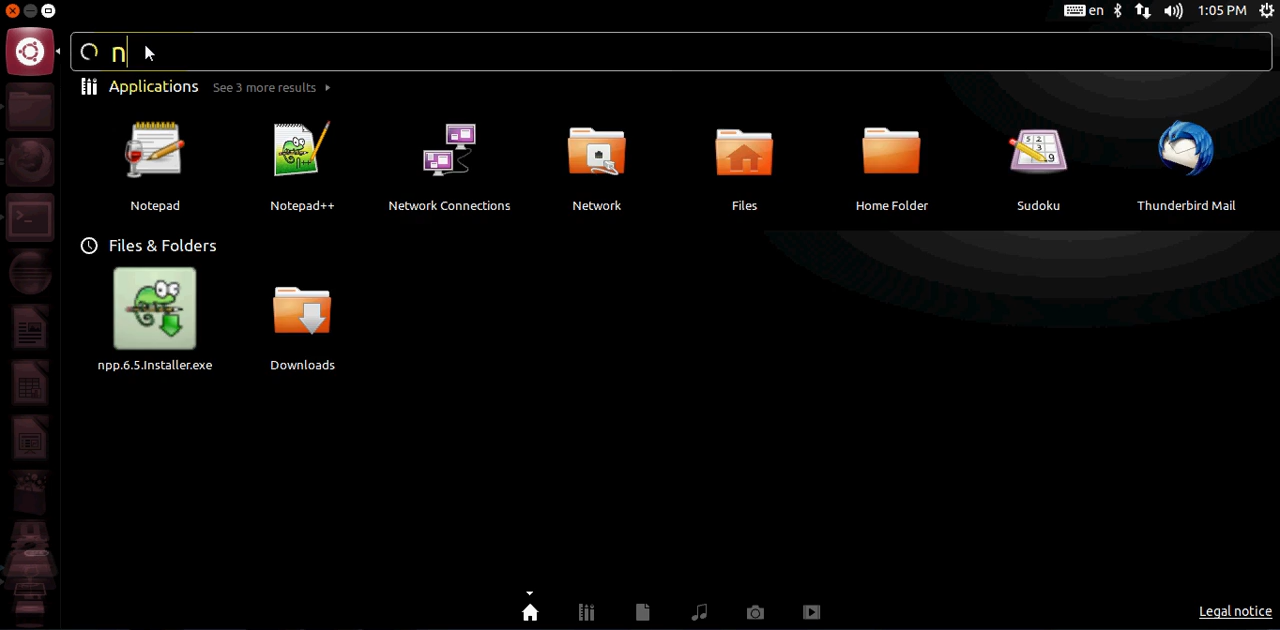 en 1:05 PM
n
Applications See 3 more results
Notepad Notepad++ Network Connections Network Files Home Folder Sudoku Thunderbird Mail
Files & Folders
npp.6.5.Installer.exe Downloads
Legal notice